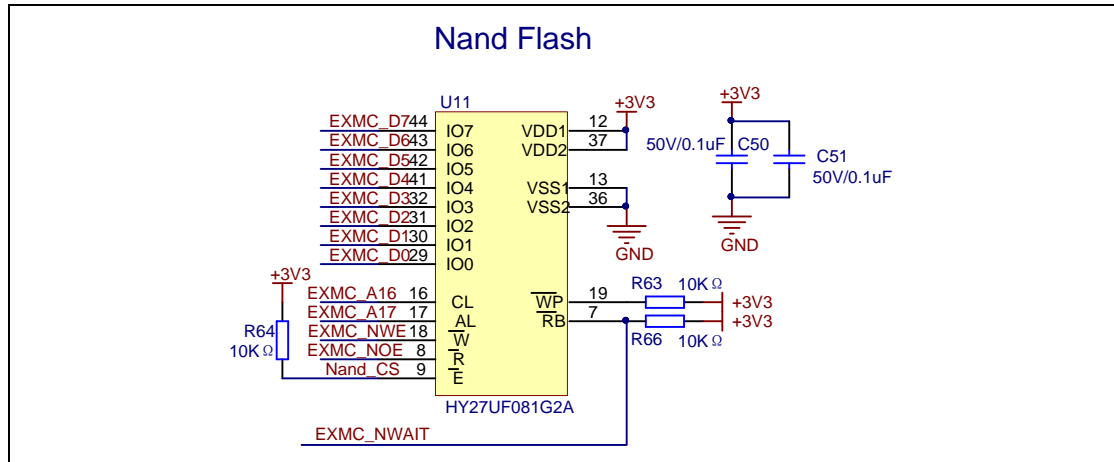 Nand Flash
U11
EXMC_D7 44 IO7 VDD1 12 +3V3
EXMC_D6 43 IO6 VDD2 37
EXMC_D5 42 IO5
EXMC_D4 41 IO4 VSS1 13
EXMC_D3 32 IO3 VSS2 36
EXMC_D2 31 IO2
EXMC_D1 30 IO1 GND
EXMC_D0 29 IO0
+3V3
50V/0.1uF C50
C51
50V/0.1uF
GND
+3V3
R64
10KΩ
EXMC_A16 16 CL WP 19 R63 10KΩ +3V3
EXMC_A17 17 AL RB 7 R66 10KΩ +3V3
EXMC_NWE 18 W
EXMC_NOE 8 R
Nand_CS 9 E
HY27UF081G2A
EXMC_NWAIT